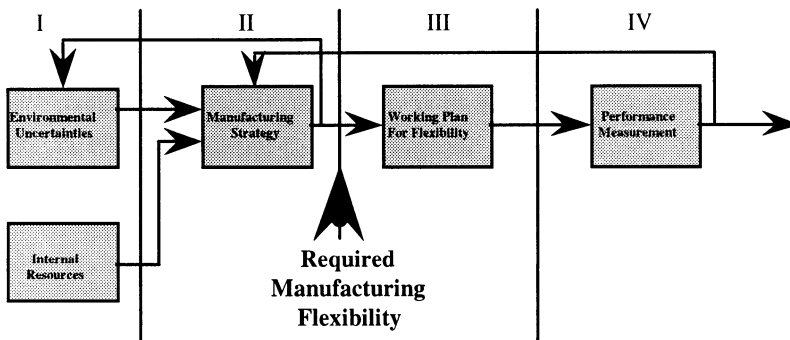 I
II
III
IV
Environmental
Uncertainties
Manufacturing
Strategy
Working Plan
For Flexibility
Performance
Measurement
Internal
Resources
Required
Manufacturing
Flexibility